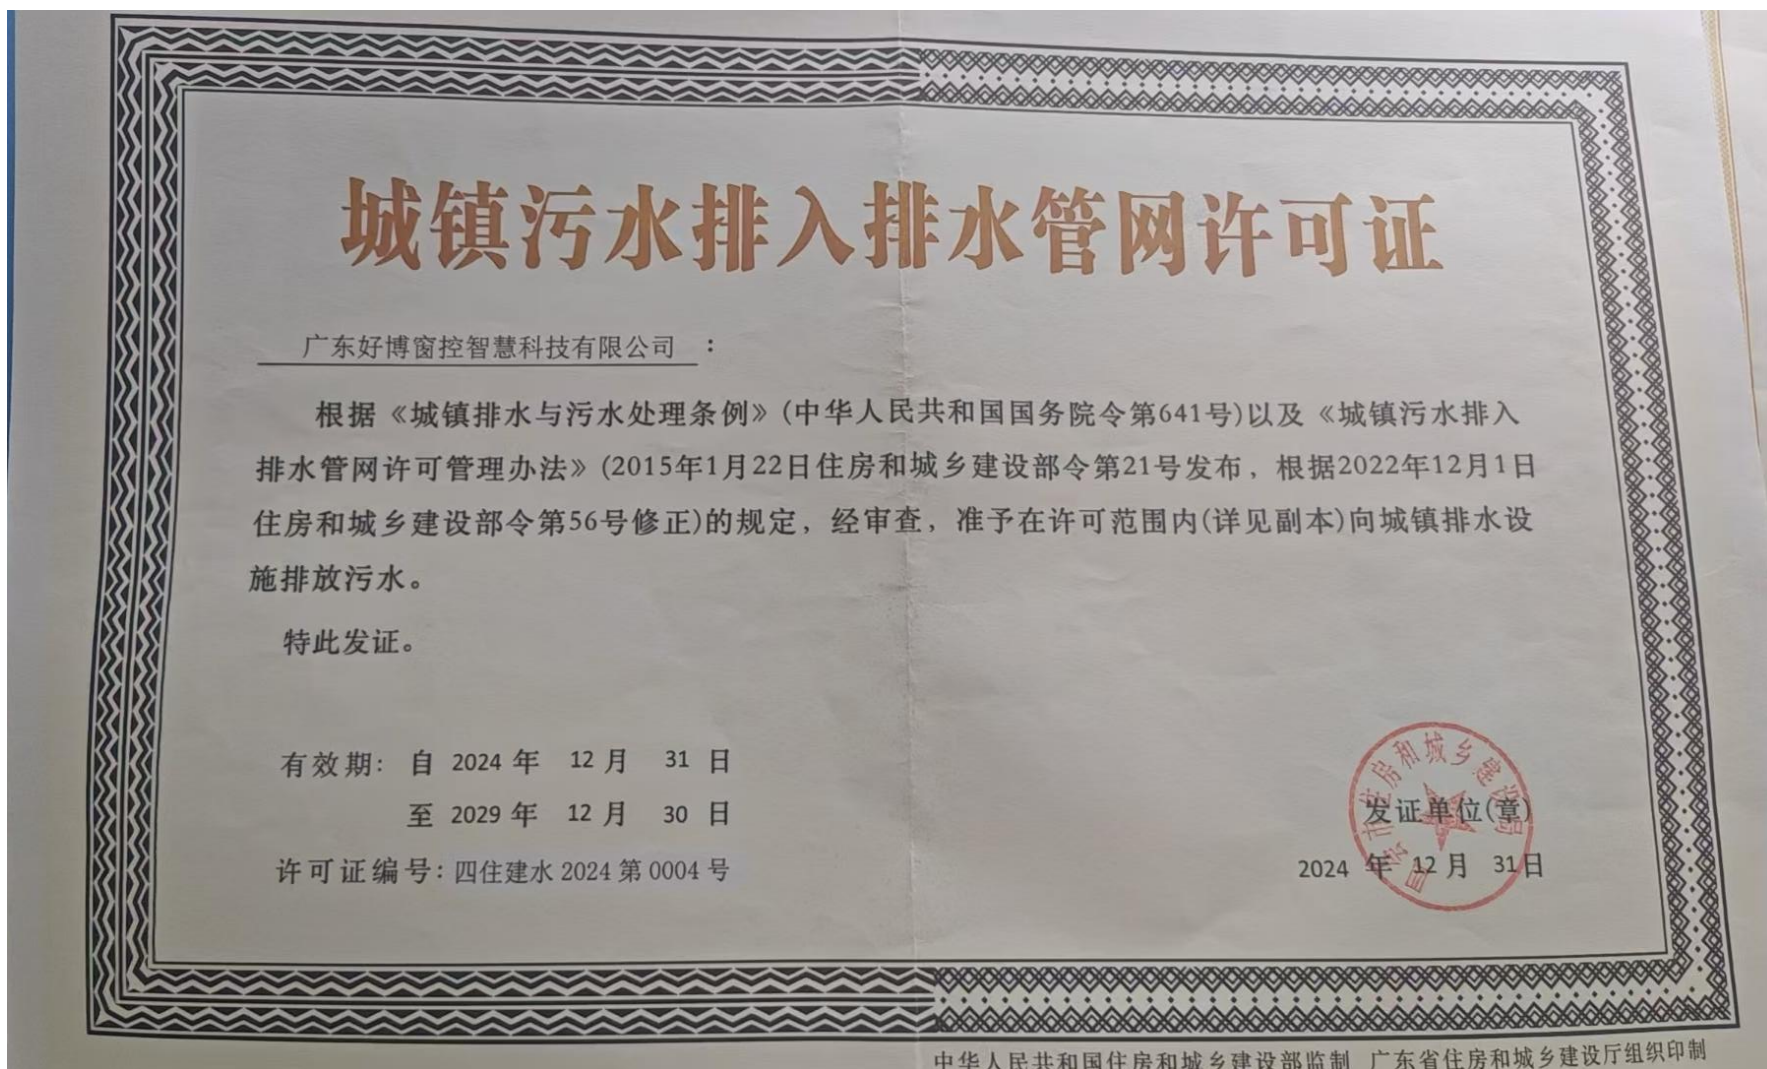 城镇污水排入排水管网许可证
广东好博窗控智慧科技有限公司：
根据《城镇排水与污水处理条例》(中华人民共和国国务院令第641号)以及《城镇污水排入
排水管网许可管理办法》(2015年1月22日住房和城乡建设部令第21号发布，根据2022年12月1日
住房和城乡建设部令第56号修正)的规定，经审查，准予在许可范围内(详见副本)向城镇排水设
施排放污水。
特此发证。
有效期：自 2024 年 12 月 31 日
至 2029 年 12 月 30 日
许可证编号：四住建水 2024 第 0004 号
四会市住房和城乡建设局
发证单位(章)
2024 年 12 月 31 日
中华人民共和国住房和城乡建设部监制 广东省住房和城乡建设厅组织印制